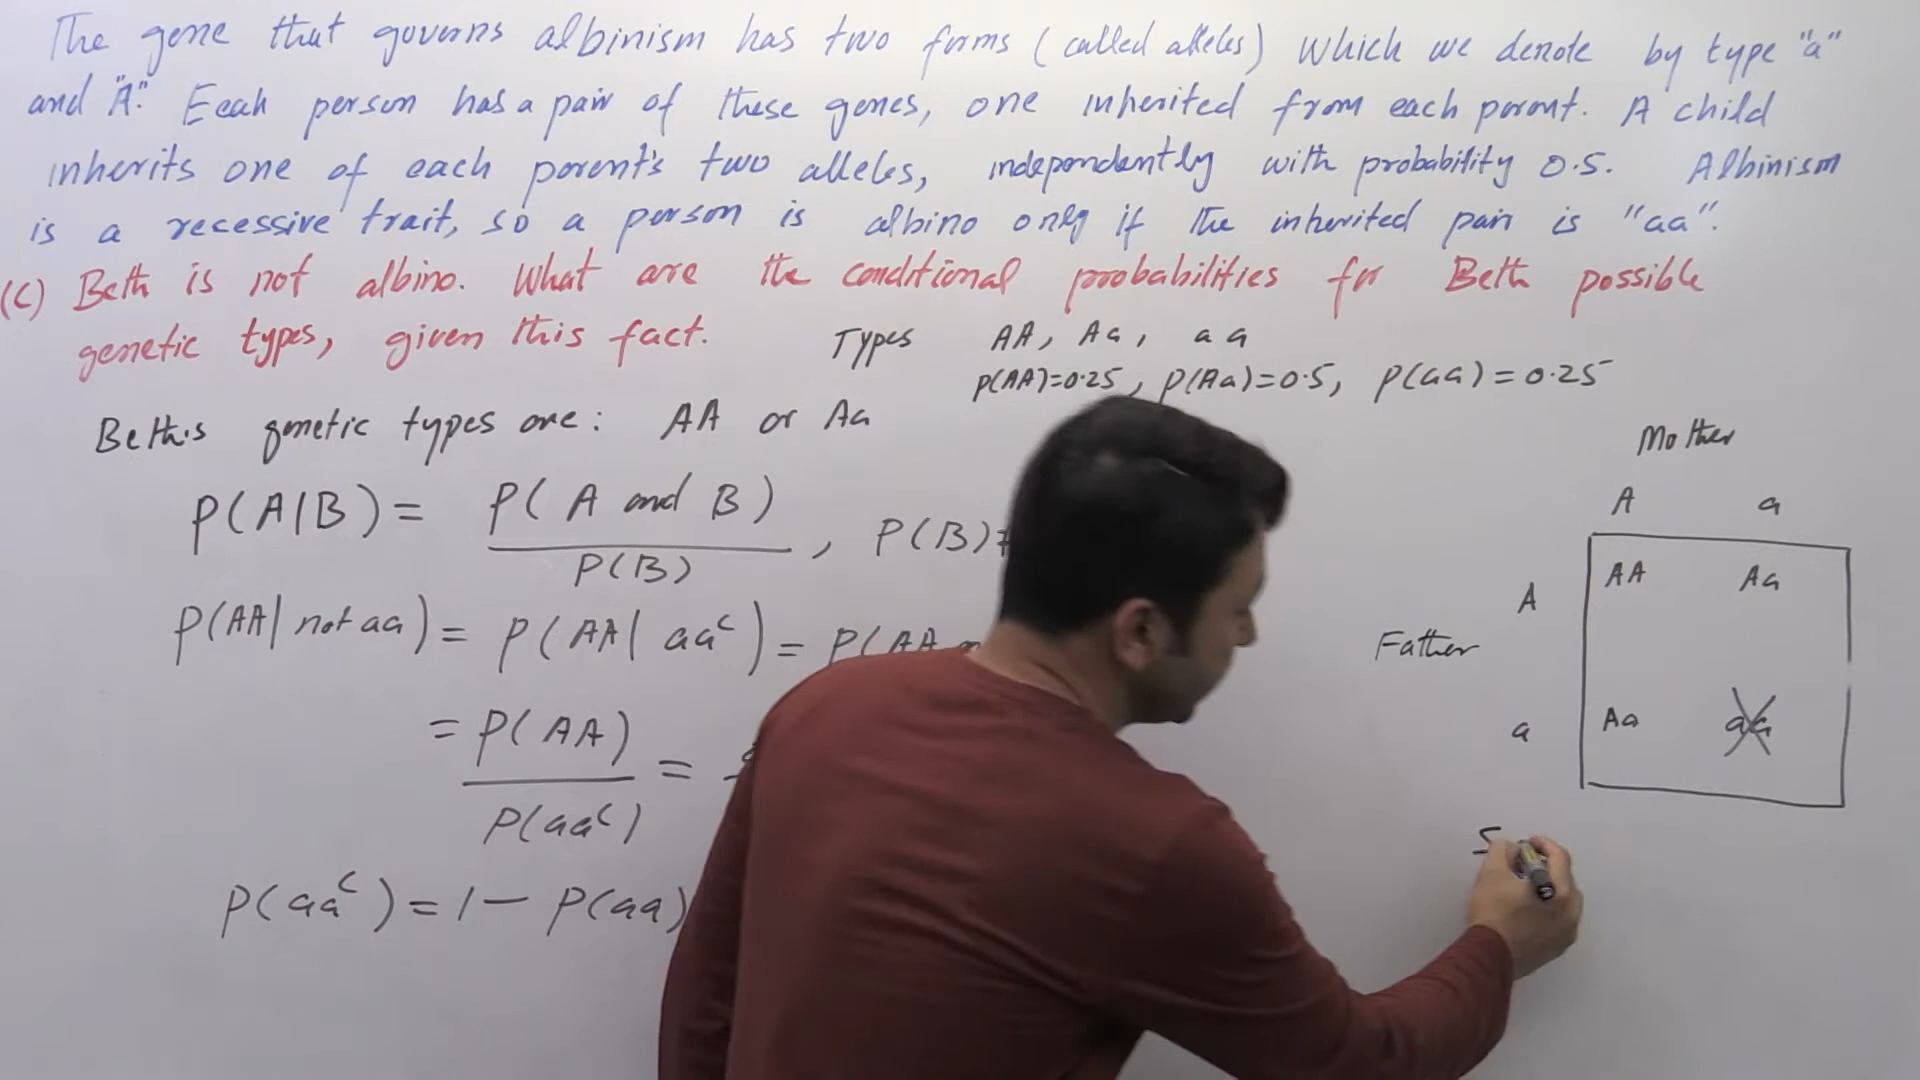 The gene that governs albinism has two forms (called alleles) which we denote by type "a"
and "A." Eeah person has a pair of these genes, one inherited from each parent. A child
inherits one of each parent's two alleles, independently with probability 0.5. Albinism
is a recessive trait, so a person is albino only if the inherited pair is "aa".
(C) Beth is not albino. What are the conditional probabilities for Beth possible
genetic types, given this fact.
Types AA, Aa, aa
P(AA)=0.25, P(Aa)=0.5, P(aa)=0.25
Beth's genetic types are: AA or Aa
P(A|B)= P(A and B)
P(B)
, P(B)
P(AA| not aa) = P(AA| aa^c) = P(AA
= P(AA)
P(aa^c)
=
P(aa^c) = 1 - P(aa)
Mother
A a
A AA Aa
Father
a Aa aa
S